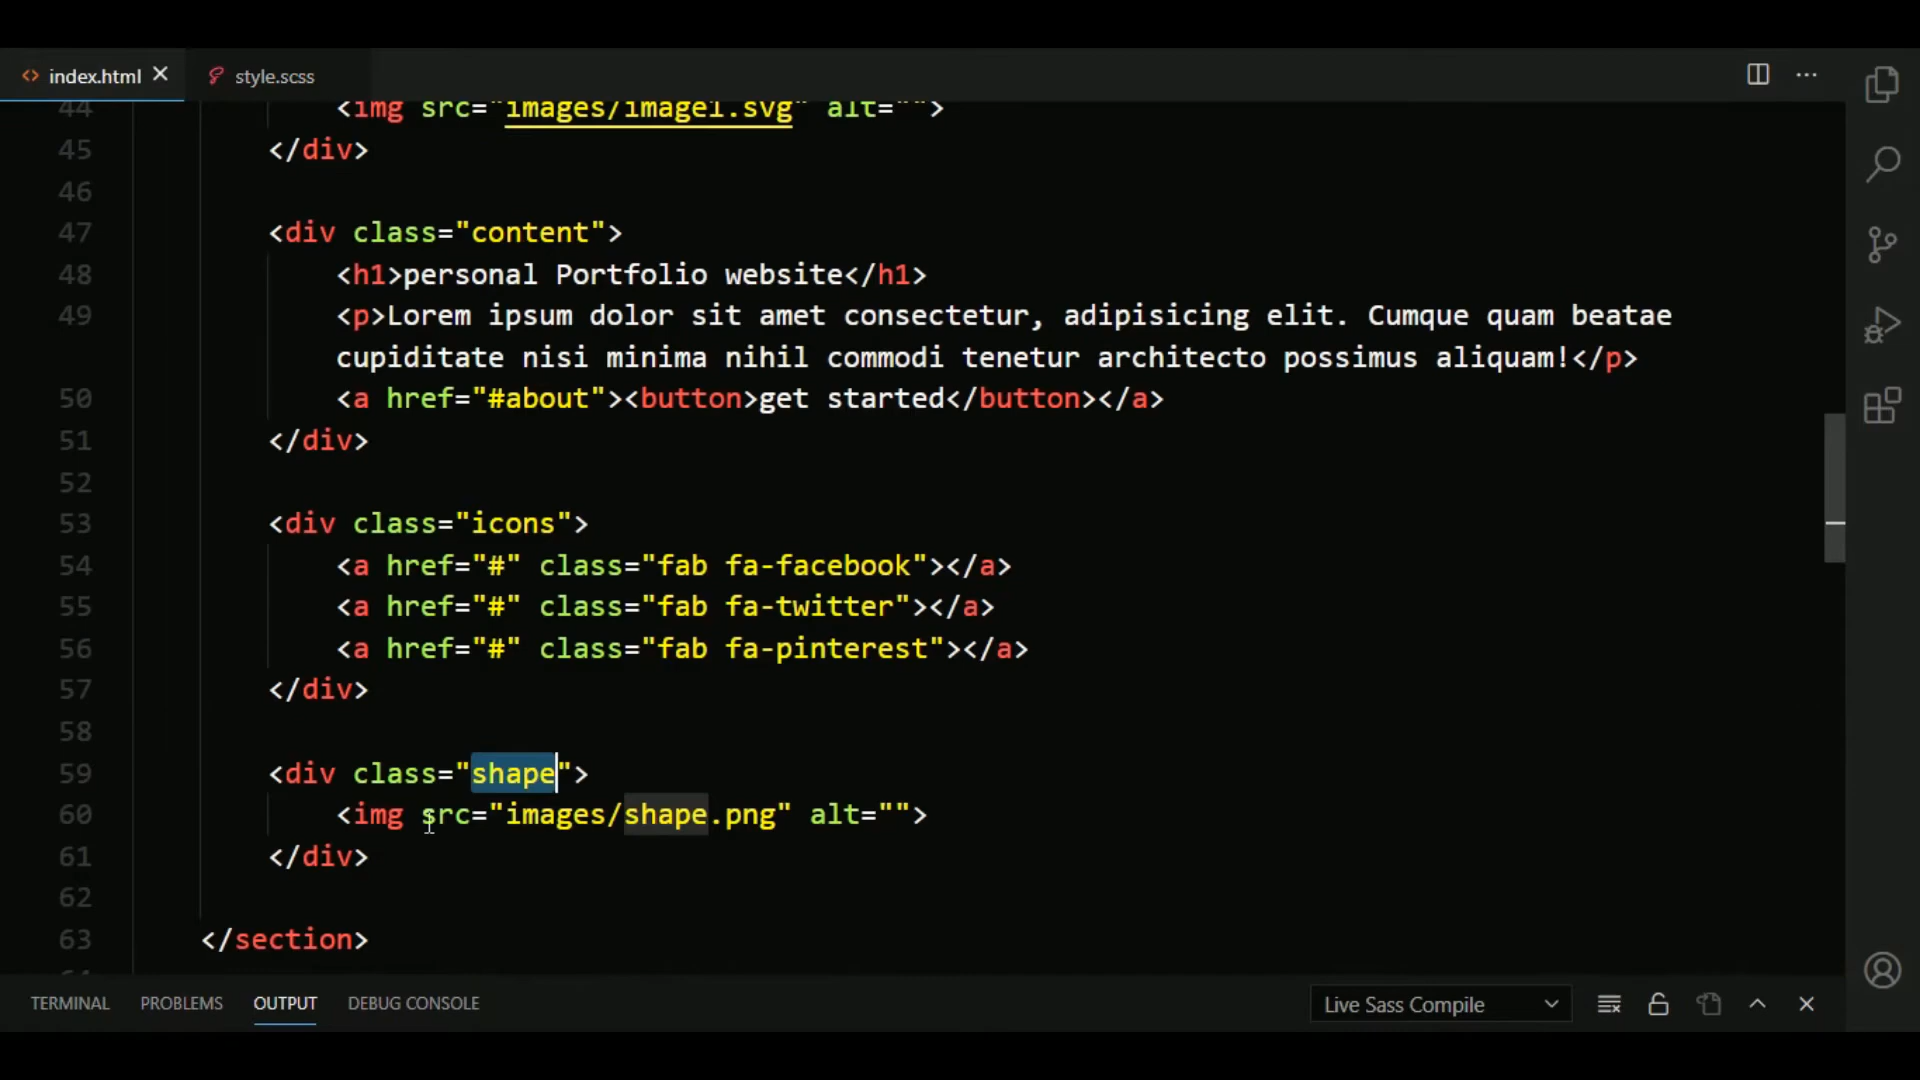 index.html
style.scss
44 <img src="images/image1.svg" alt="">
45 </div>
46
47 <div class="content">
48 <h1>personal Portfolio website</h1>
49 <p>Lorem ipsum dolor sit amet consectetur, adipisicing elit. Cumque quam beatae
cupiditate nisi minima nihil commodi tenetur architecto possimus aliquam!</p>
50 <a href="#about"><button>get started</button></a>
51 </div>
52
53 <div class="icons">
54 <a href="#" class="fab fa-facebook"></a>
55 <a href="#" class="fab fa-twitter"></a>
56 <a href="#" class="fab fa-pinterest"></a>
57 </div>
58
59 <div class="shape">
60 <img src="images/shape.png" alt="">
61 </div>
62
63 </section>
TERMINAL PROBLEMS OUTPUT DEBUG CONSOLE Live Sass Compile